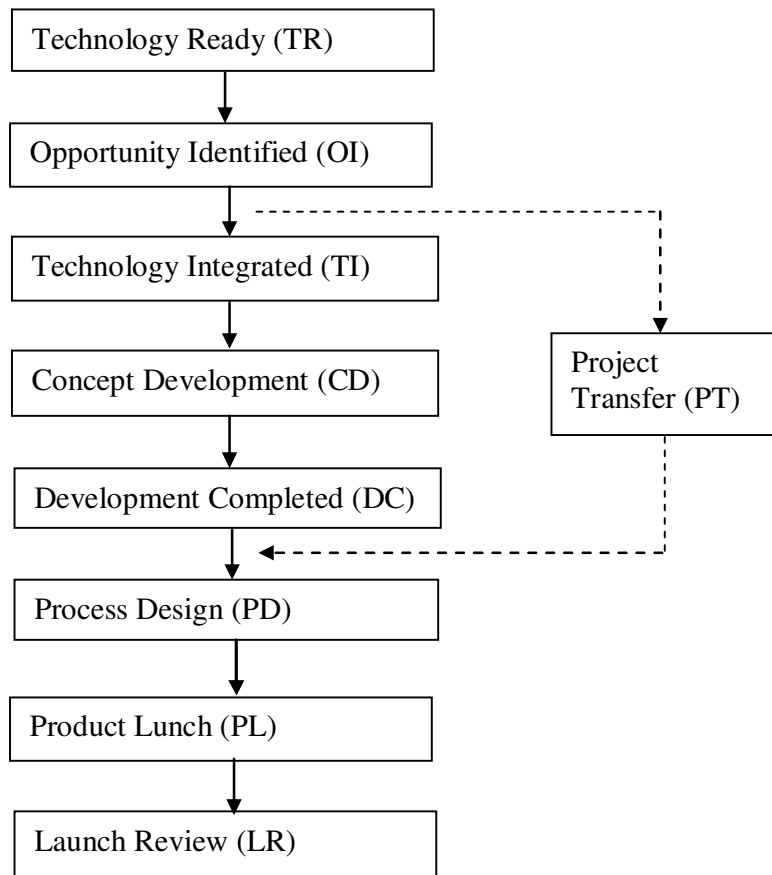 Technology Ready (TR)
Opportunity Identified (OI)
Technology Integrated (TI)
Concept Development (CD)
Project
Transfer (PT)
Development Completed (DC)
Process Design (PD)
Product Lunch (PL)
Launch Review (LR)